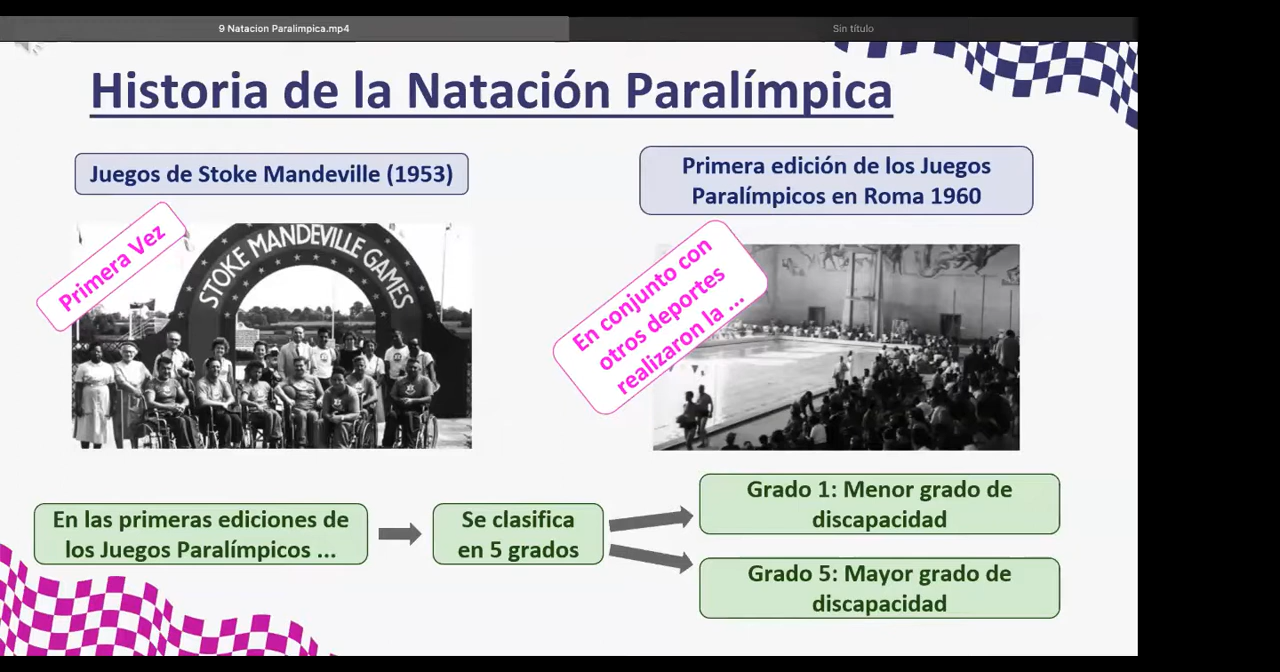 9 Natacion Paralimpica.mp4
Sin título
Historia de la Natación Paralímpica
Juegos de Stoke Mandeville (1953)
Primera edición de los Juegos
Paralímpicos en Roma 1960
Primera Vez
STOKE MANDEVILLE GAMES
En conjunto con
otros deportes
realizaron la ...
En las primeras ediciones de
los Juegos Paralímpicos ...
Se clasifica
en 5 grados
Grado 1: Menor grado de
discapacidad
Grado 5: Mayor grado de
discapacidad